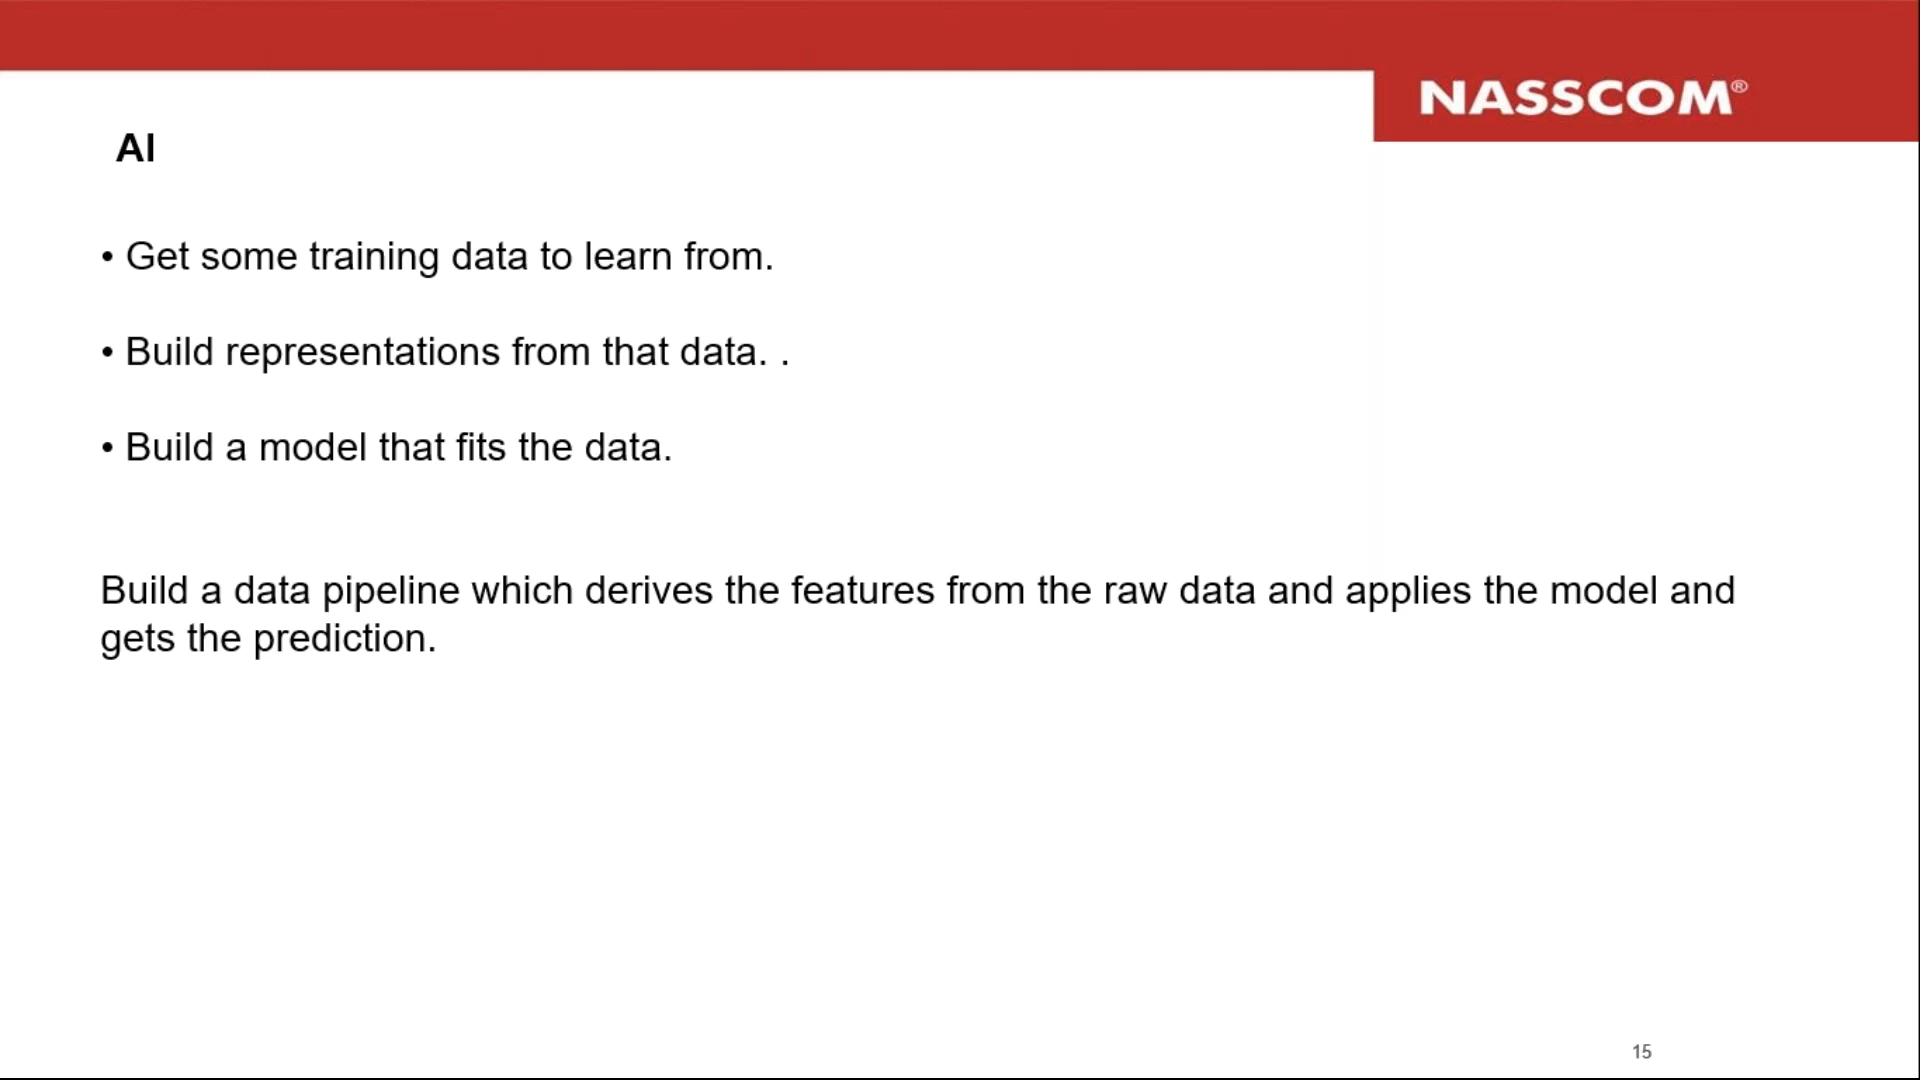 NASSCOM®
AI
• Get some training data to learn from.
• Build representations from that data. .
• Build a model that fits the data.
Build a data pipeline which derives the features from the raw data and applies the model and
gets the prediction.
15